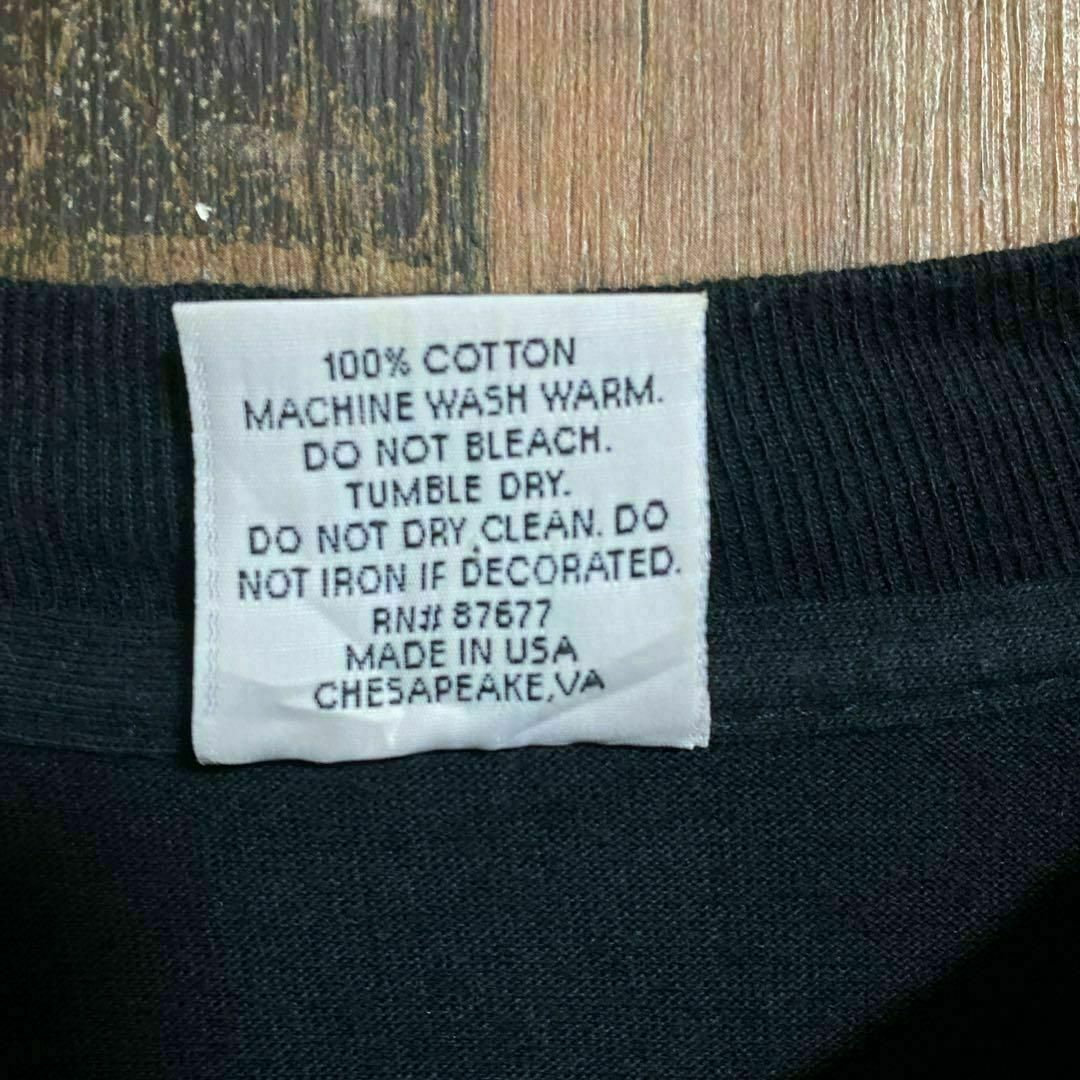 100% COTTON
MACHINE WASH WARM.
DO NOT BLEACH.
TUMBLE DRY.
DO NOT DRY CLEAN. DO
NOT IRON IF DECORATED.
RN# 87677
MADE IN USA
CHESAPEAKE,VA